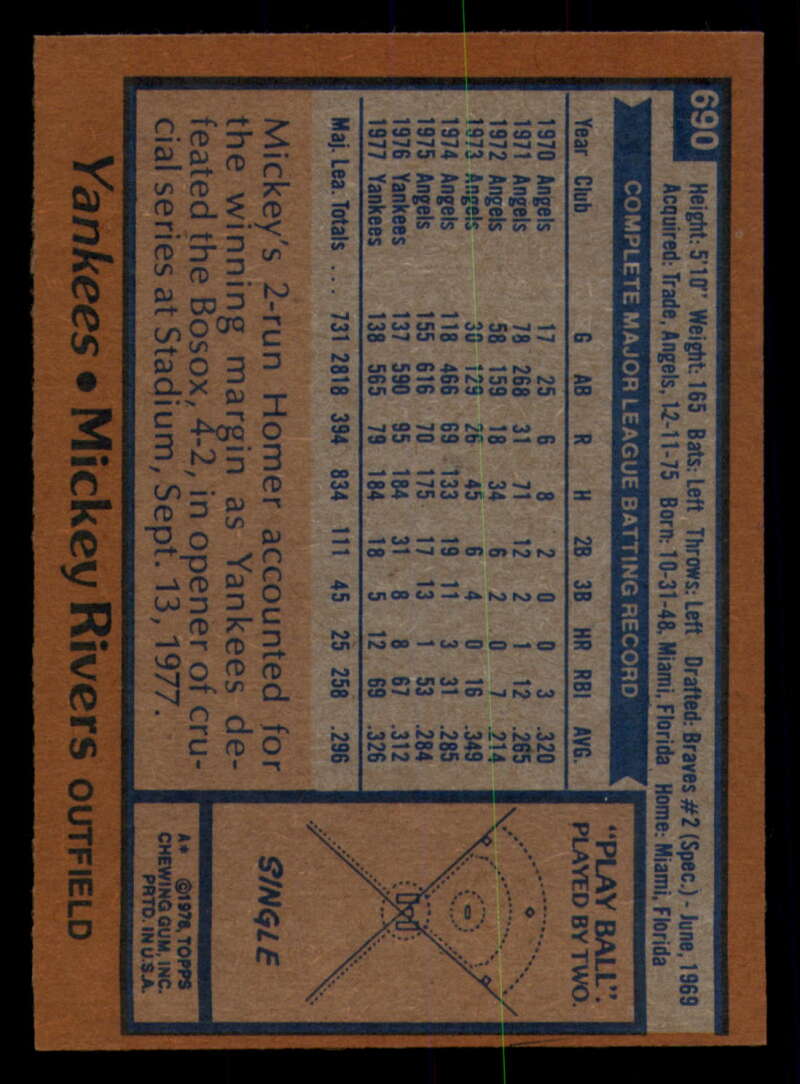 690
Height: 5'10" Weight: 165 Bats: Left Throws: Left Drafted: Braves #2 (Spec.) - June, 1969
Acquired: Trade, Angels, 12-11-75 Born: 10-31-48, Miami, Florida Home: Miami, Florida
COMPLETE MAJOR LEAGUE BATTING RECORD
Year Club G AB R H 2B 3B HR RBI AVG.
1970 Angels 17 25 6 8 2 0 0 3 .320
1971 Angels 78 268 31 71 12 2 1 12 .265
1972 Angels 58 159 18 34 6 2 0 7 .214
1973 Angels 30 129 26 45 6 4 0 16 .349
1974 Angels 118 466 69 133 19 11 3 31 .285
1975 Angels 155 616 70 175 17 13 1 53 .284
1976 Yankees 137 590 95 184 31 8 8 67 .312
1977 Yankees 138 565 79 184 18 5 12 69 .326
Maj. Lea. Totals .... 731 2818 394 834 111 45 25 258 .296
Mickey's 2-run Homer accounted for
the winning margin as Yankees de-
feated the Bosox, 4-2, in opener of cru-
cial series at Stadium, Sept. 13, 1977.
"PLAY BALL".
PLAYED BY TWO.
SINGLE
A* ©1978, TOPPS
CHEWING GUM, INC.
PRTD. IN U.S.A.
Yankees • Mickey Rivers OUTFIELD